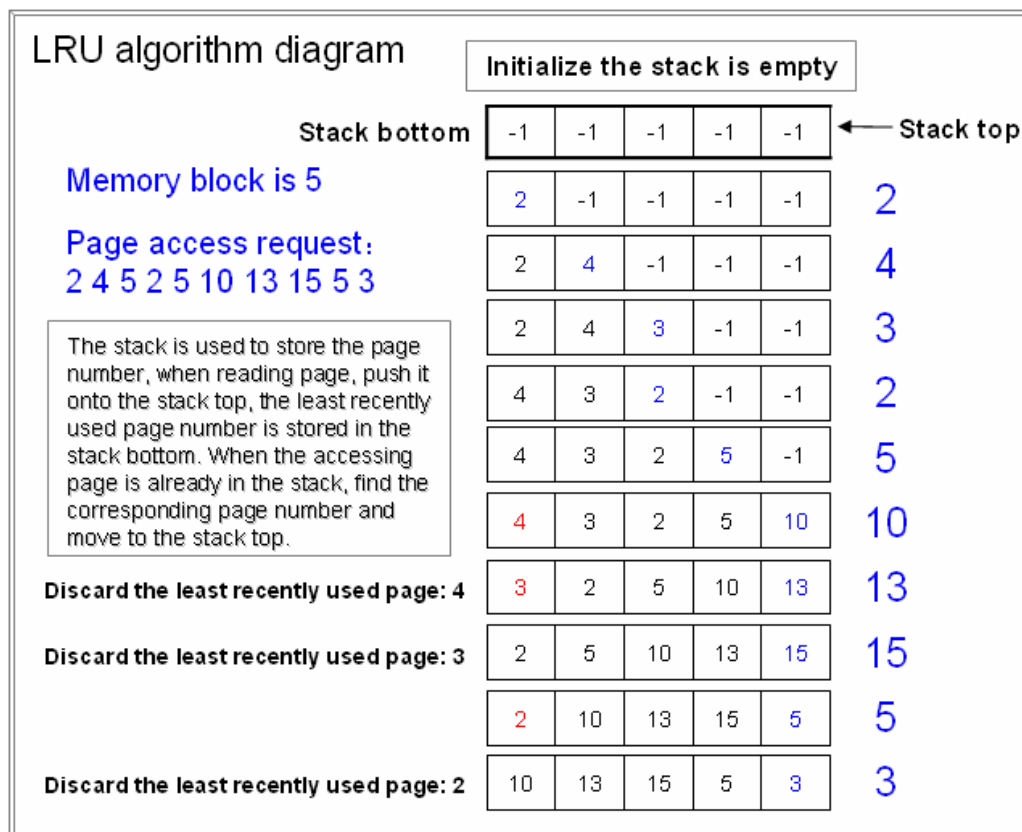 LRU algorithm diagram
Initialize the stack is empty
Stack bottom -1 -1 -1 -1 -1 Stack top
Memory block is 5
2 -1 -1 -1 -1 2
Page access request:
2 4 5 2 5 10 13 15 5 3
2 4 -1 -1 -1 4
2 4 3 -1 -1 3
The stack is used to store the page
number, when reading page, push it
onto the stack top, the least recently
used page number is stored in the
stack bottom. When the accessing
page is already in the stack, find the
corresponding page number and
move to the stack top.
4 3 2 -1 -1 2
4 3 2 5 -1 5
4 3 2 5 10 10
Discard the least recently used page: 4 3 2 5 10 13 13
Discard the least recently used page: 3 2 5 10 13 15 15
2 10 13 15 5 5
Discard the least recently used page: 2 10 13 15 5 3 3